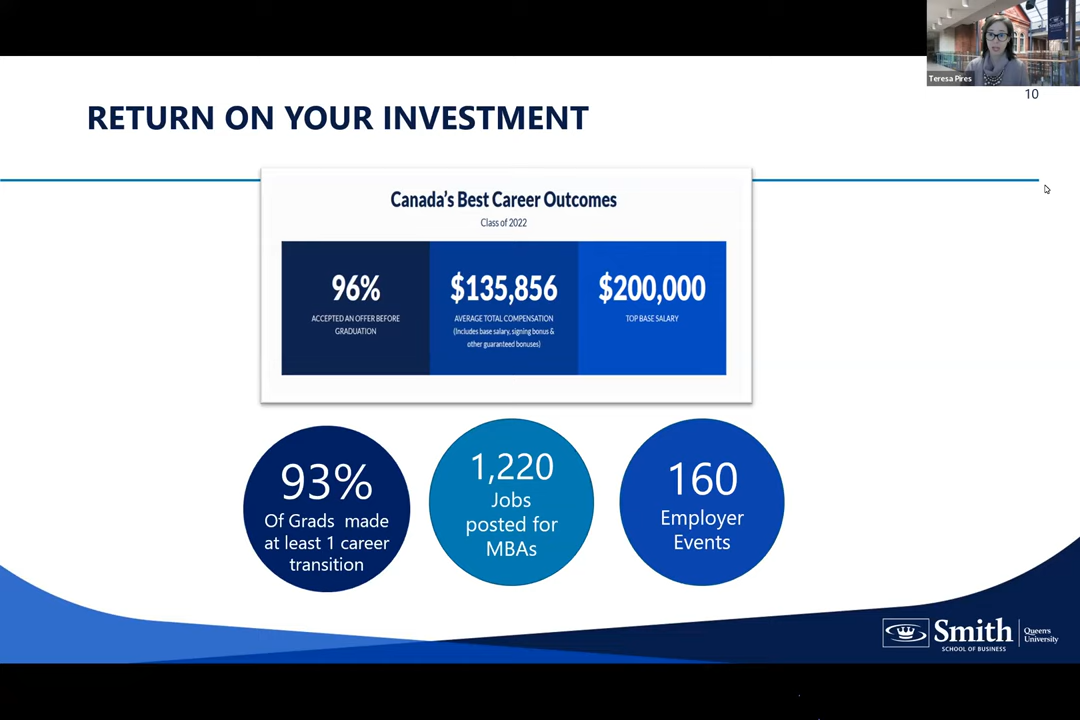 Teresa Pires
10
RETURN ON YOUR INVESTMENT
Canada's Best Career Outcomes
Class of 2022
96%
ACCEPTED AN OFFER BEFORE
GRADUATION
$135,856
AVERAGE TOTAL COMPENSATION
(Includes base salary, signing bonus &
other guaranteed bonuses)
$200,000
TOP BASE SALARY
93%
Of Grads made
at least 1 career
transition
1,220
Jobs
posted for
MBAs
160
Employer
Events
Smith
SCHOOL OF BUSINESS
Queen's
University